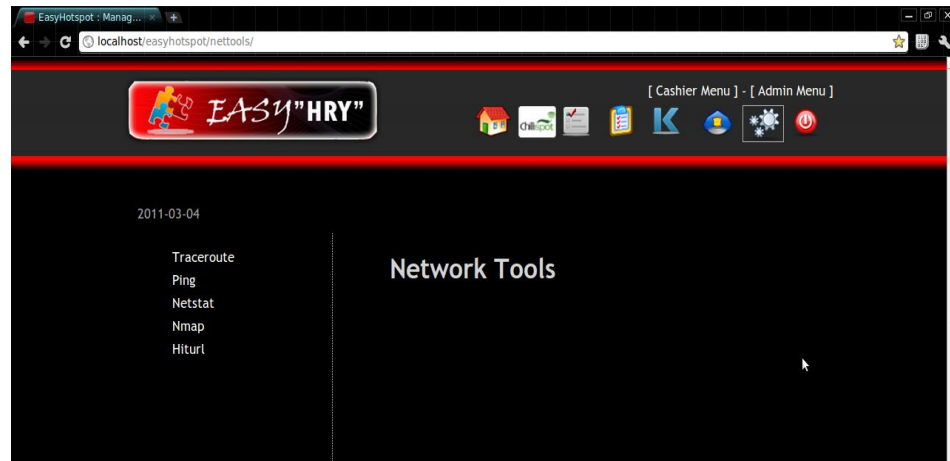 EasyHotspot : Manag...
localhost/easyhotspot/nettools/
EASY"HRY"
[ Cashier Menu ] - [ Admin Menu ]
chillispot
K
2011-03-04
Traceroute
Ping
Netstat
Nmap
Hiturl
Network Tools